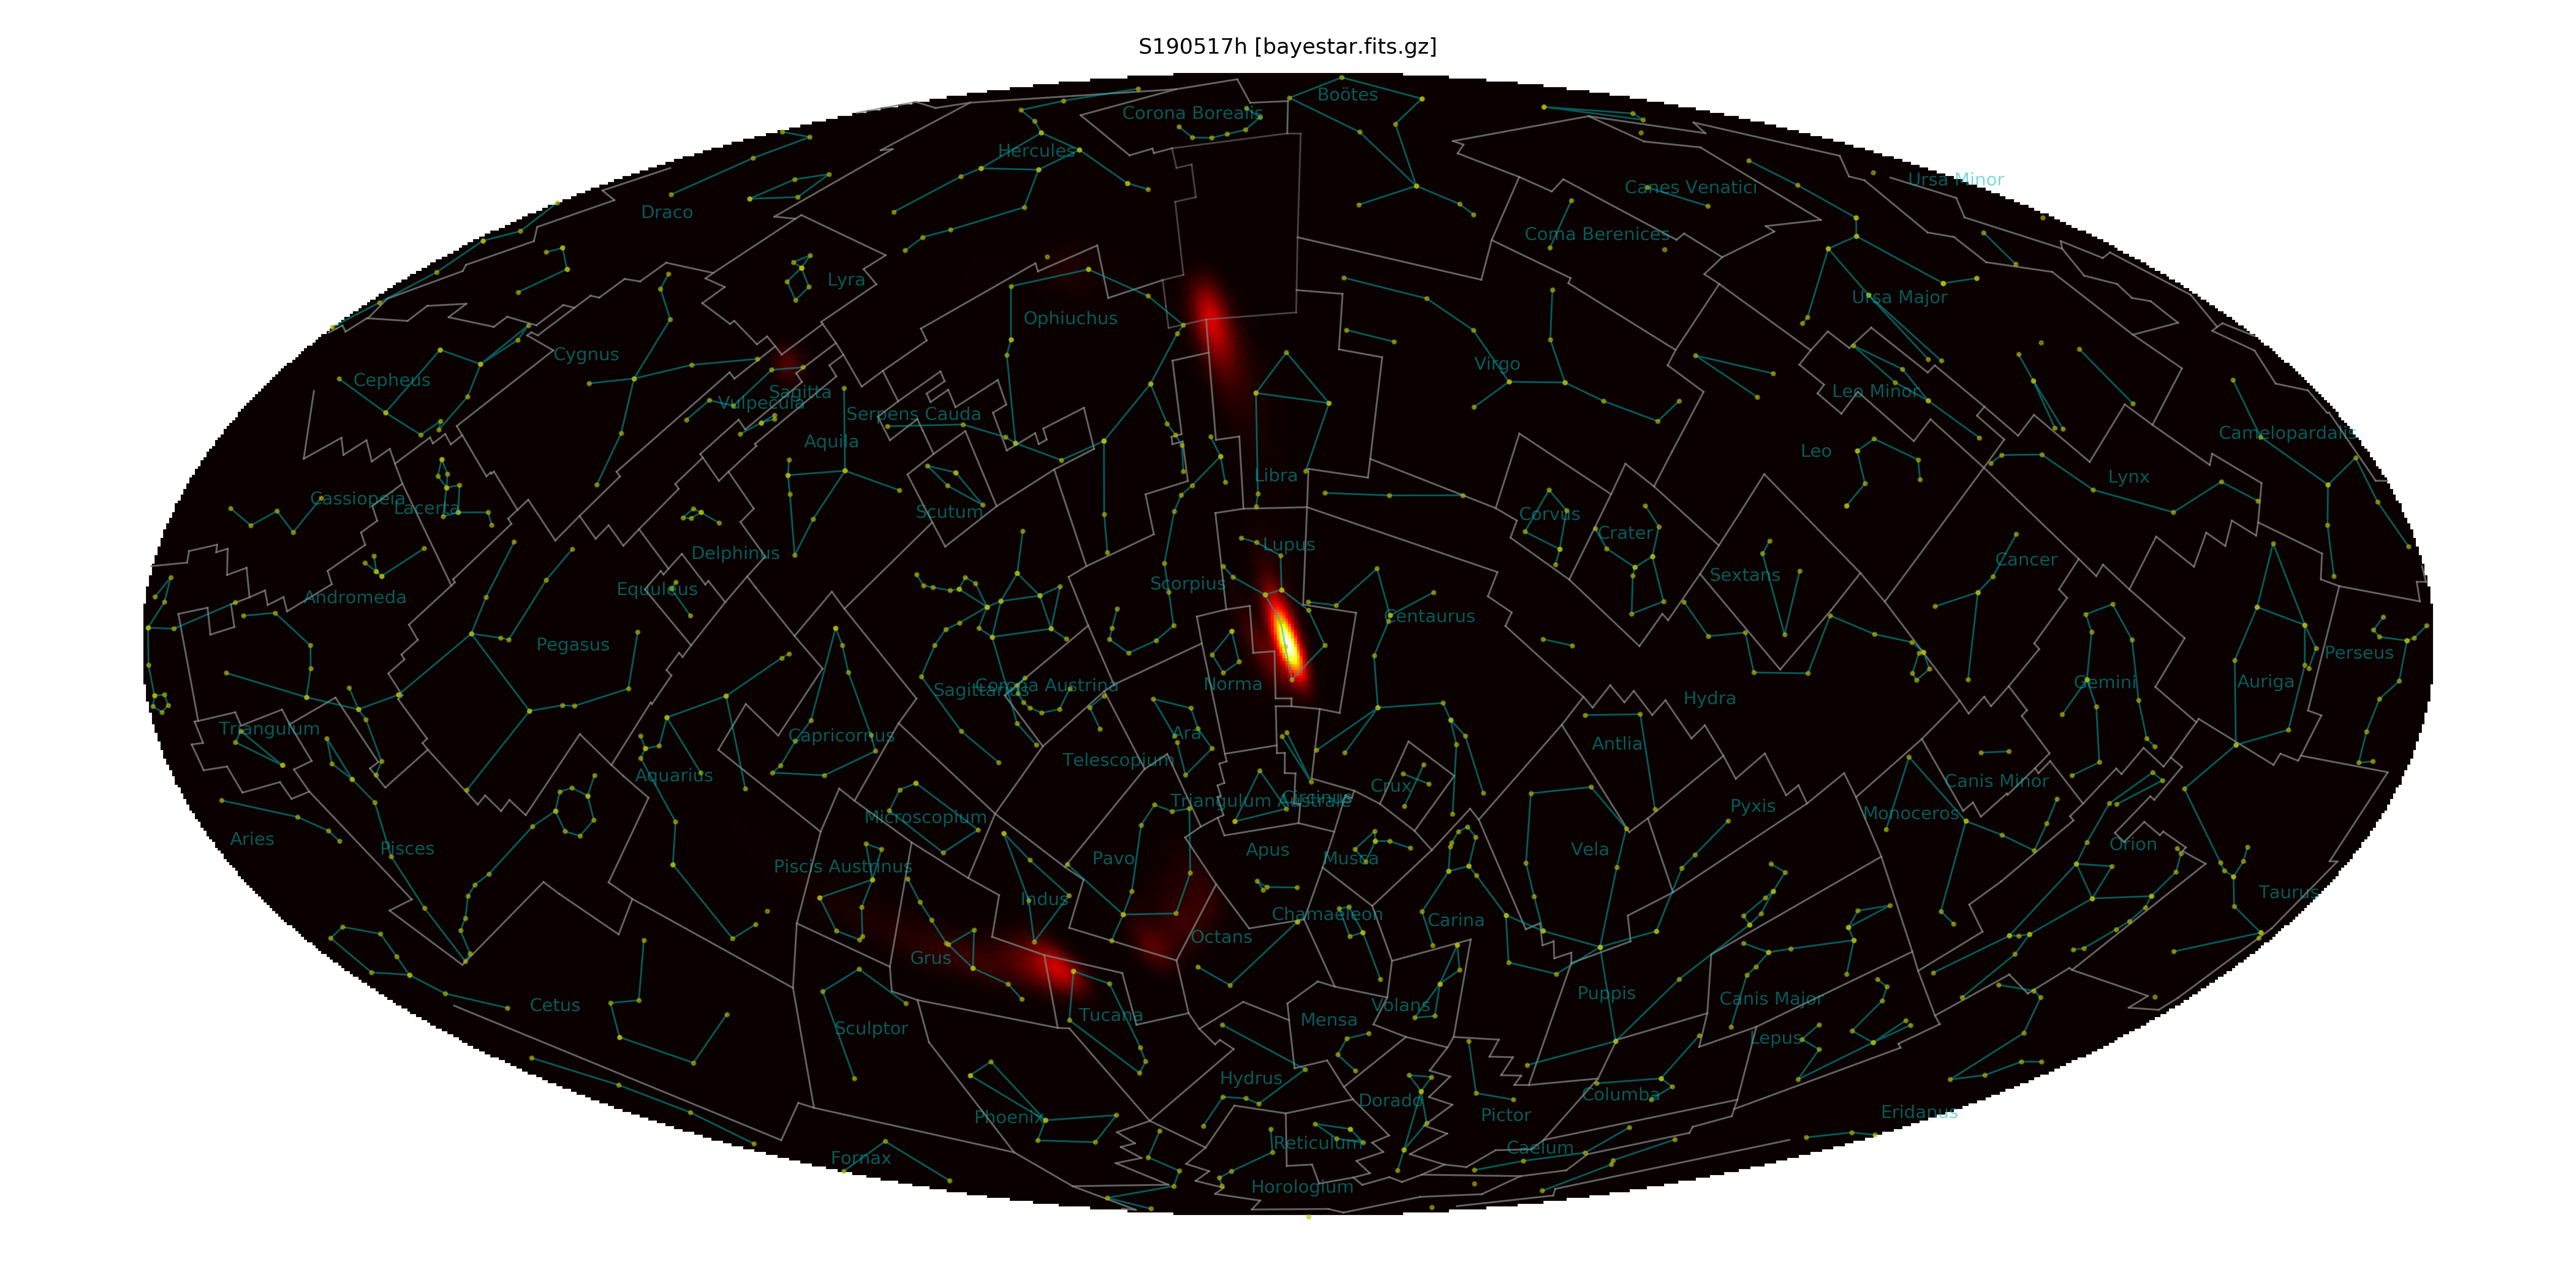 S190517h [bayestar.fits.gz]
Boötes
Corona Borealis
Hercules
Ursa Minor
Canes Venatici
Draco
Coma Berenices
Lyra
Ursa Major
Ophiuchus
Cygnus
Virgo
Cepheus
Sagitta
Leo Minor
Vulpecula
Serpens Cauda
Camelopardalis
Aquila
Leo
Libra
Lynx
Cassiopeia
Lacerta
Scutum
Corvus
Crater
Lupus
Delphinus
Cancer
Sextans
Scorpius
Equuleus
Andromeda
Centaurus
Pegasus
Perseus
Norma
Corona Austrina
Sagittarius
Gemini
Auriga
Hydra
Triangulum
Ara
Capricornus
Antlia
Telescopium
Aquarius
Canis Minor
Crux
Circinus
Triangulum Australe
Pyxis
Monoceros
Microscopium
Aries
Orion
Pisces
Apus
Vela
Pavo
Musca
Piscis Austrinus
Taurus
Indus
Chamaeleon
Carina
Octans
Grus
Puppis
Canis Major
Cetus
Volans
Tucana
Mensa
Sculptor
Lepus
Hydrus
Columba
Dorado
Eridanus
Pictor
Phoenix
Reticulum
Caelum
Fornax
Horologium